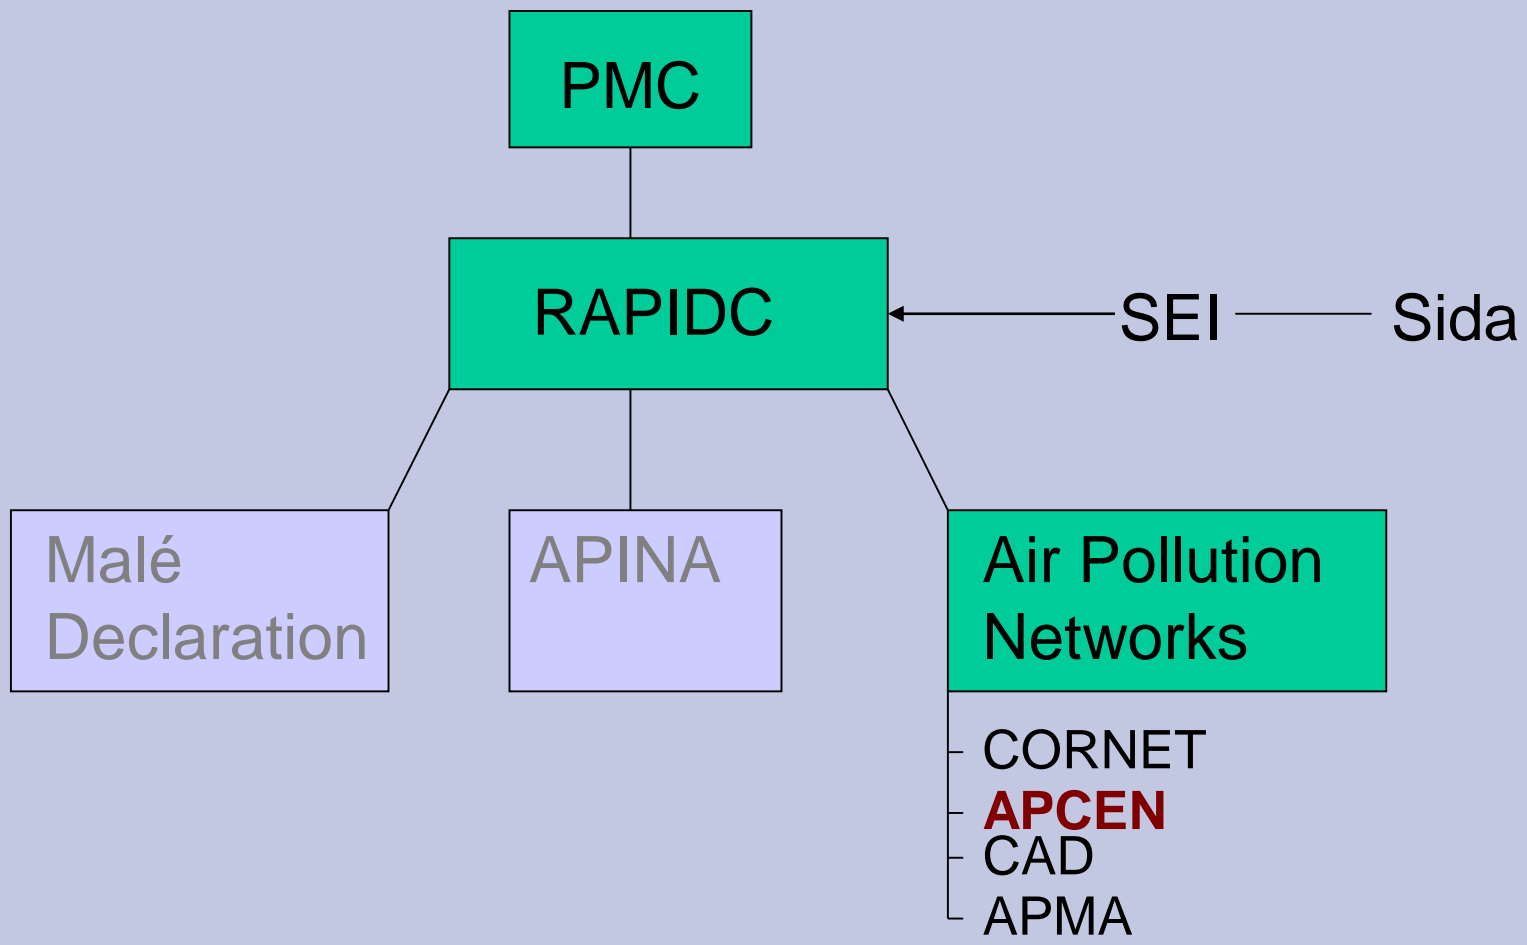 PMC
RAPIDC
SEI
Sida
Malé
Declaration
APINA
Air Pollution
Networks
CORNET
APCEN
CAD
APMA